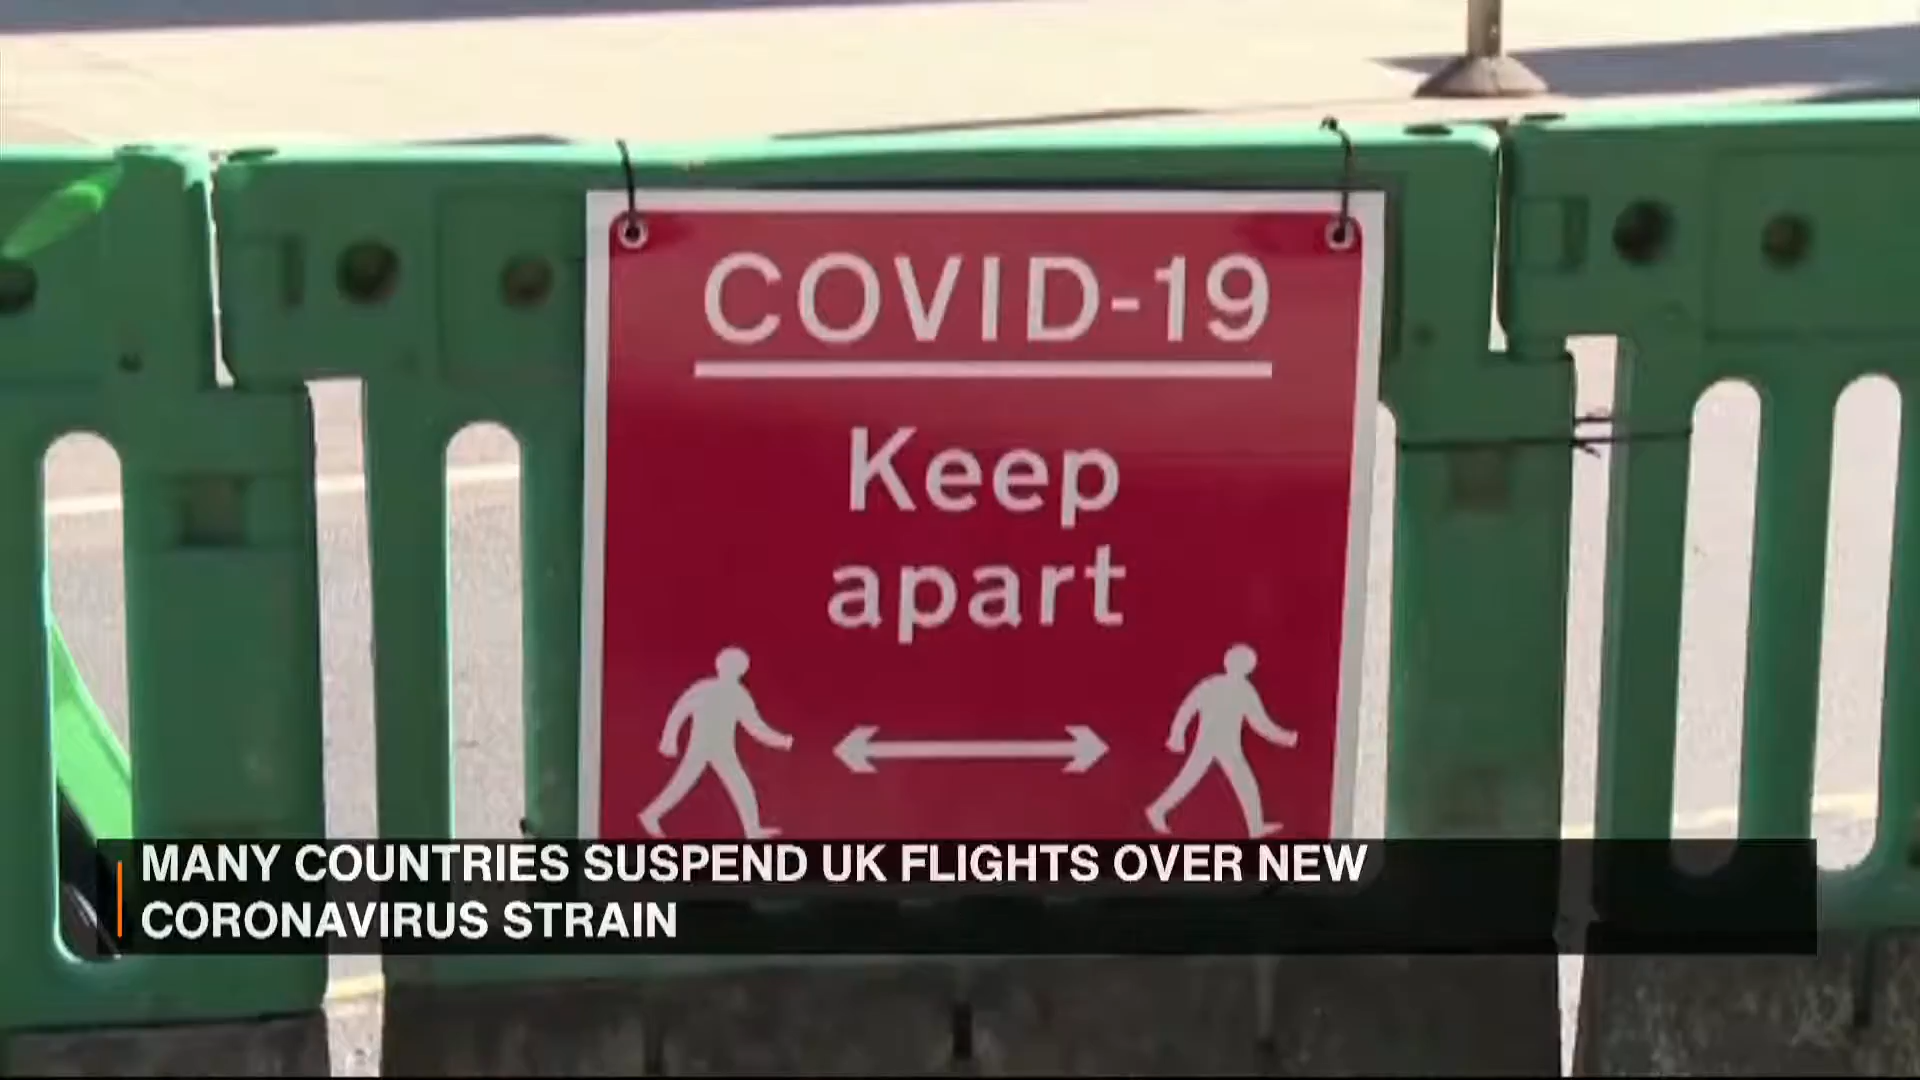 COVID-19
Keep
apart
MANY COUNTRIES SUSPEND UK FLIGHTS OVER NEW
CORONAVIRUS STRAIN